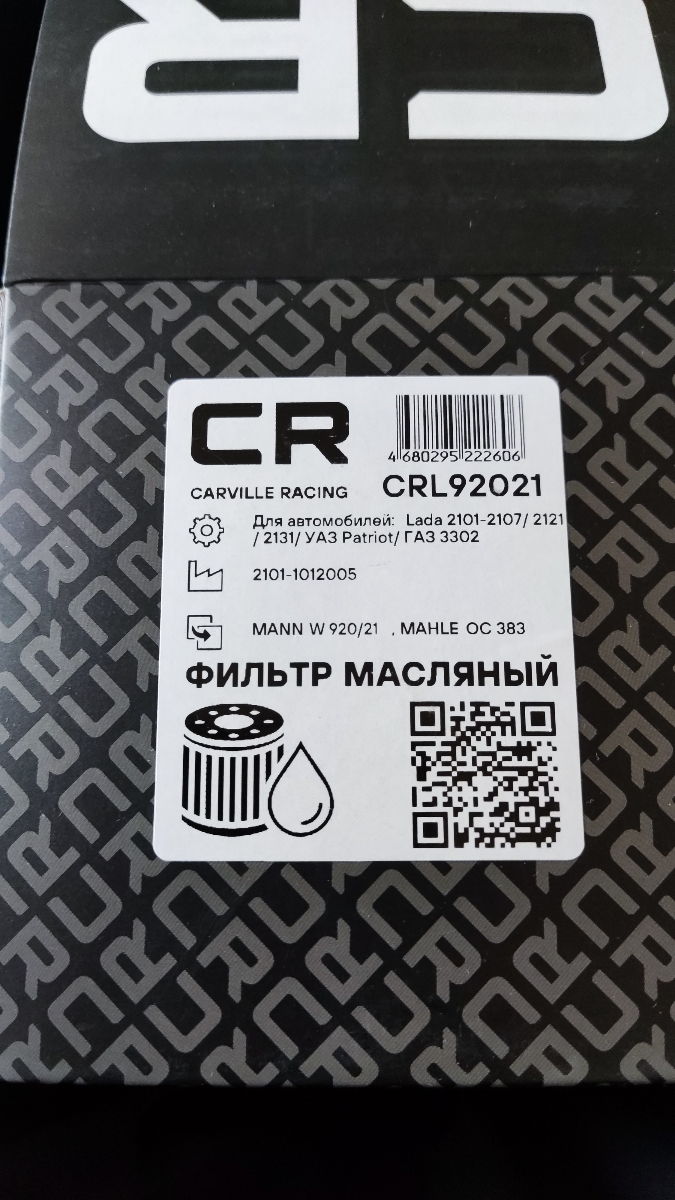 CR
CR
4 680295 222606
CARVILLE RACING
CRL92021
Для автомобилей: Lada 2101-2107/ 2121
/ 2131/ УАЗ Patriot/ ГАЗ 3302
2101-1012005
MANN W 920/21 , MAHLE OC 383
ФИЛЬТР МАСЛЯНЫЙ